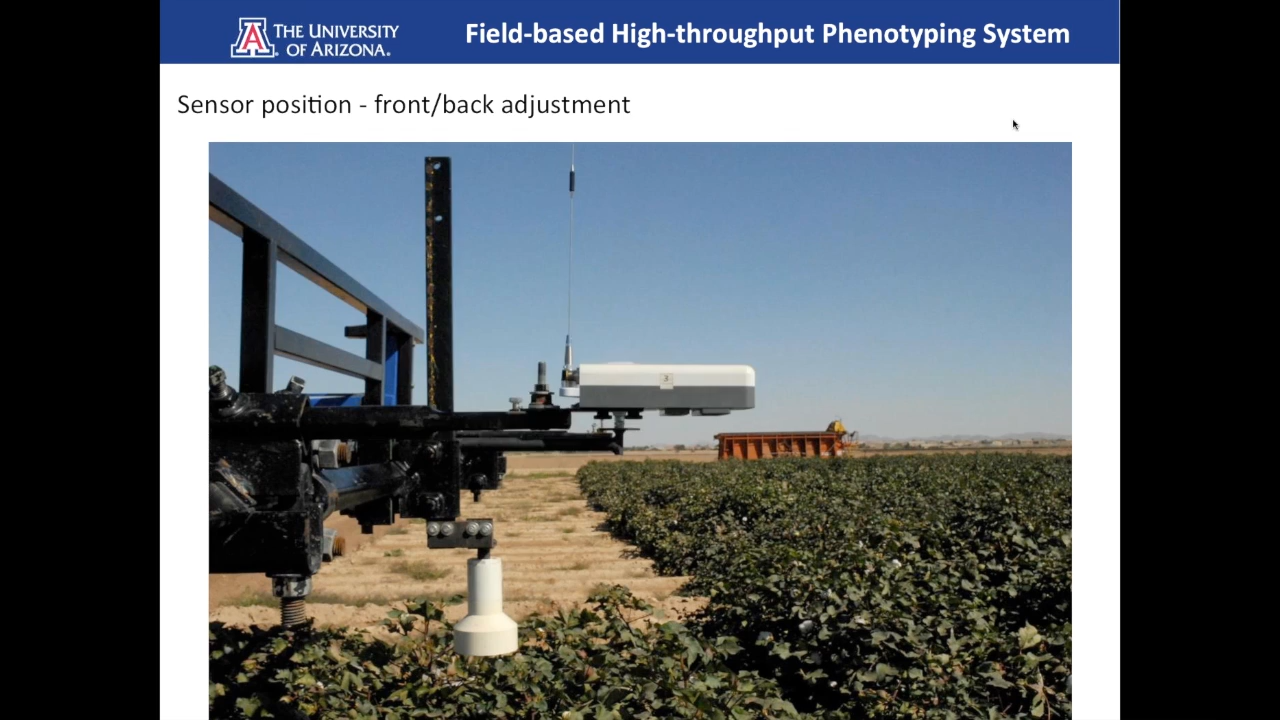 THE UNIVERSITY
OF ARIZONA.
Field-based High-throughput Phenotyping System
Sensor position - front/back adjustment